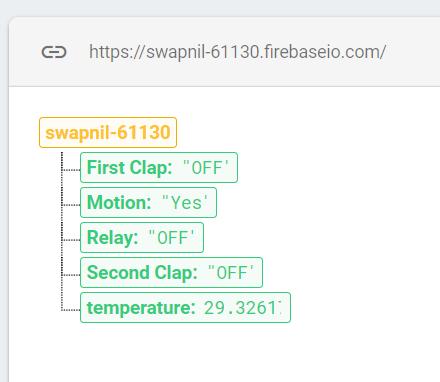 https://swapnil-61130.firebaseio.com/
swapnil-61130
First Clap: "OFF"
Motion: "Yes'
Relay: "OFF"
Second Clap: "OFF"
temperature: 29.32617